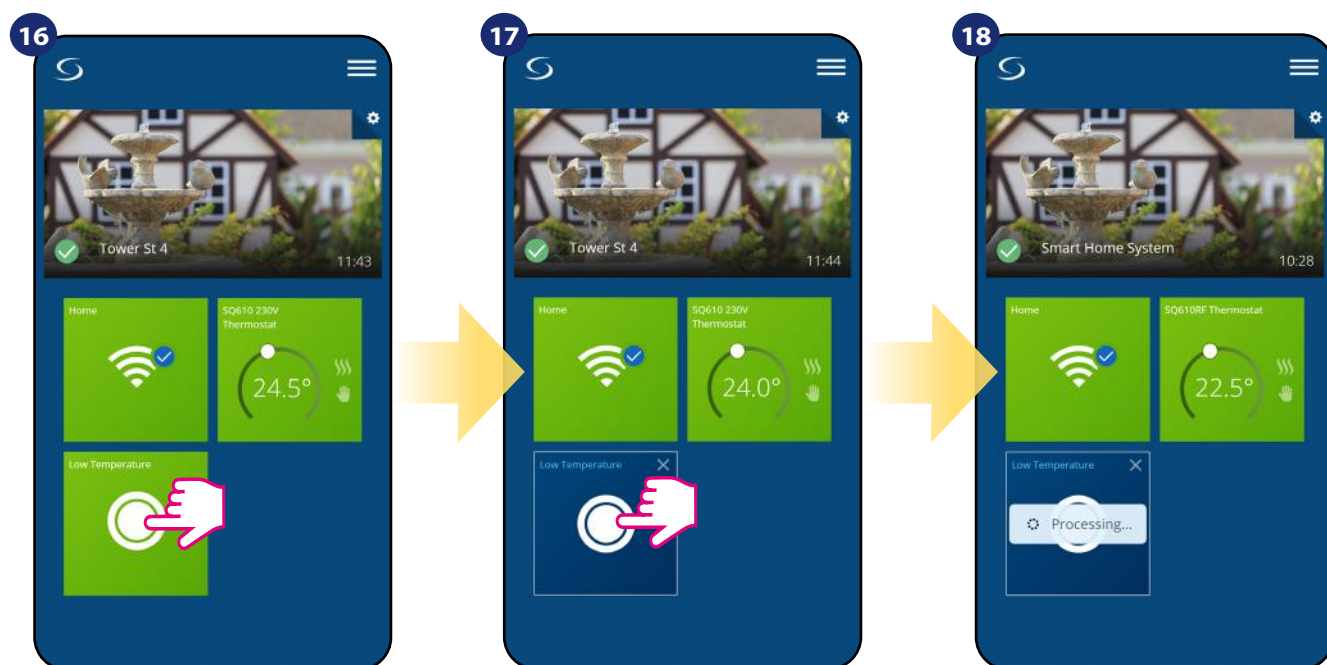 16
Tower St 4
11:43
Home
SQ610 230V
Thermostat
24.5°
Low Temperature
17
Tower St 4
11:44
Home
SQ610 230V
Thermostat
24.0°
Low Temperature
18
Smart Home System
10:28
Home
SQ610RF Thermostat
22.5°
Low Temperature
Processing...